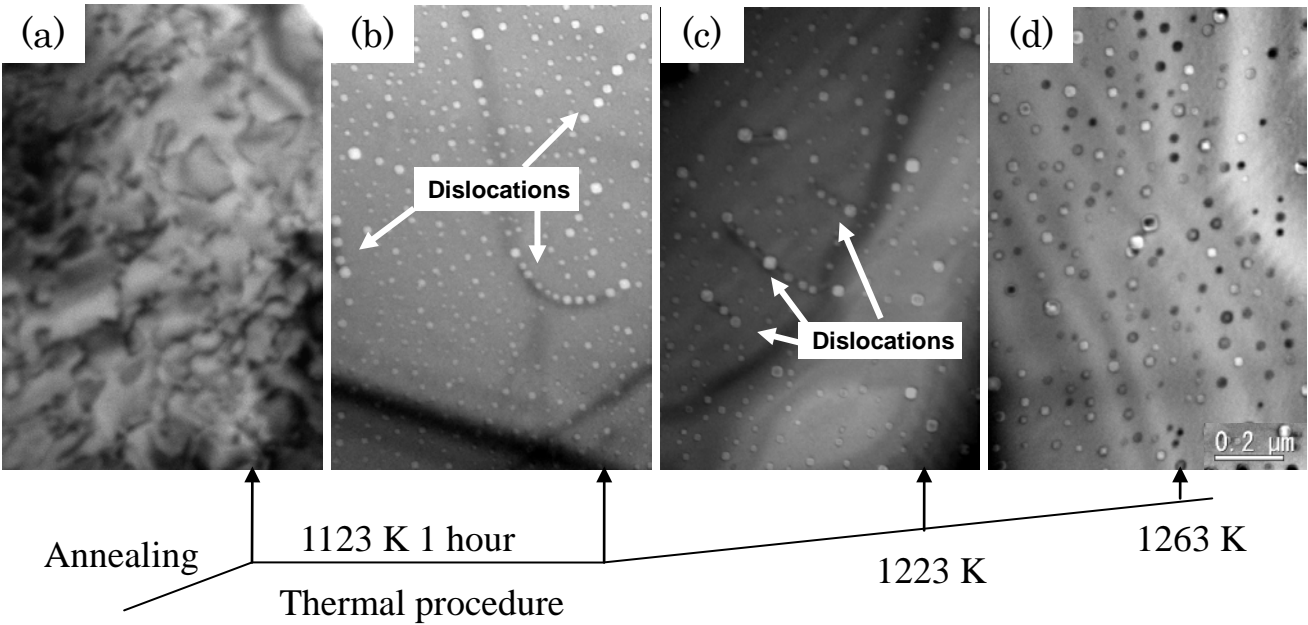 (a)
(b)
(c)
(d)
Dislocations
Dislocations
0.2 μm
Annealing
1123 K 1 hour
Thermal procedure
1223 K
1263 K